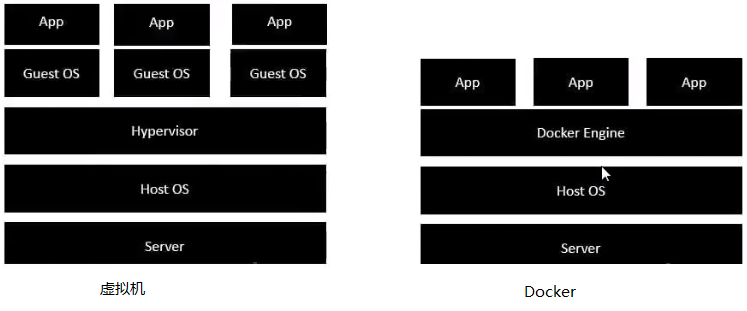 App App App
Guest OS Guest OS Guest OS
Hypervisor
Host OS
Server
虚拟机
App App App
Docker Engine
Host OS
Server
Docker